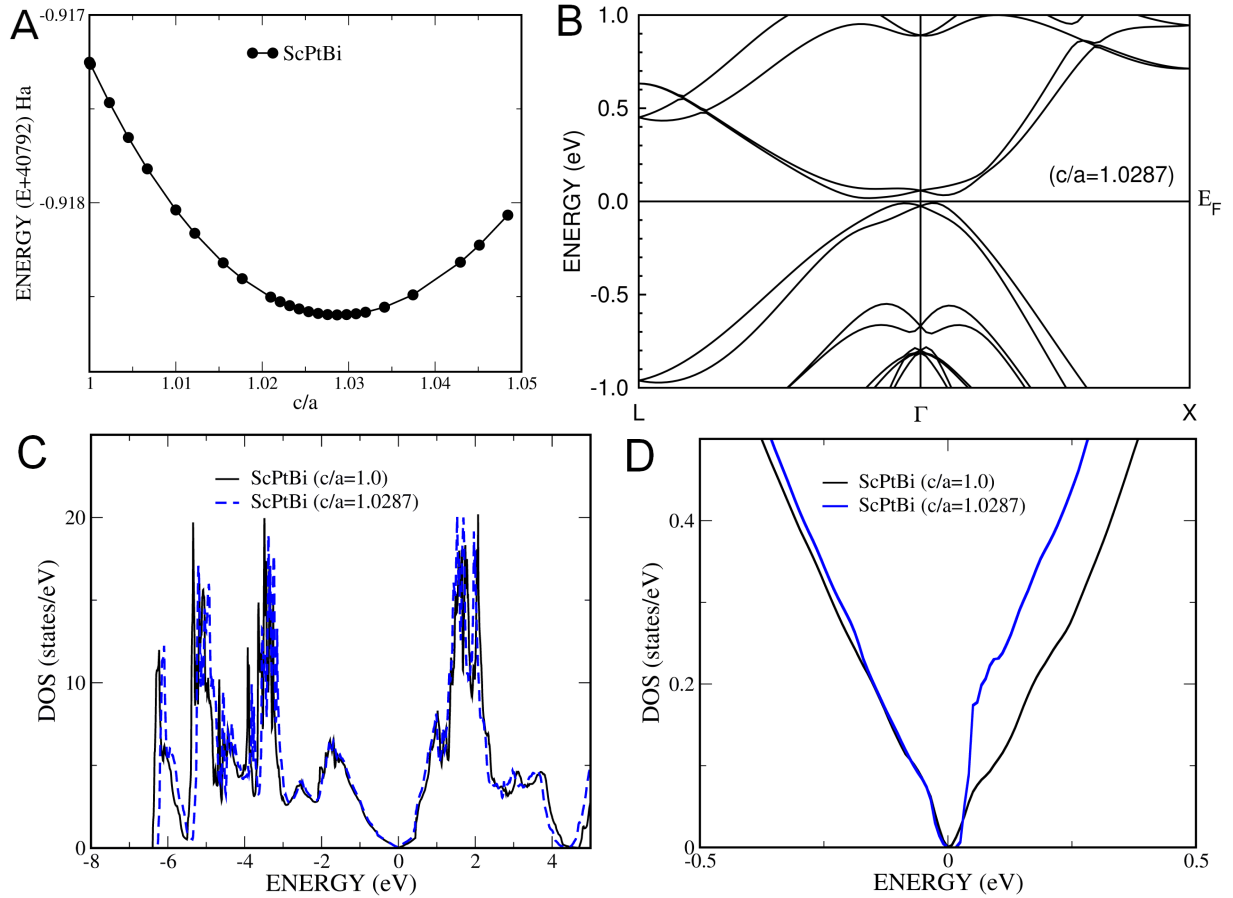 A
-0.917
-0.918
ENERGY (E+40792) Ha
ScPtBi
1
1.01
1.02
1.03
1.04
1.05
c/a
B
1.0
0.5
0.0
-0.5
-1.0
ENERGY (eV)
(c/a=1.0287)
E_F
L
Γ
X
C
20
10
0
DOS (states/eV)
ScPtBi (c/a=1.0)
ScPtBi (c/a=1.0287)
-8
-6
-4
-2
0
2
4
ENERGY (eV)
D
0.4
0.2
0
DOS (states/eV)
ScPtBi (c/a=1.0)
ScPtBi (c/a=1.0287)
-0.5
0
0.5
ENERGY (eV)